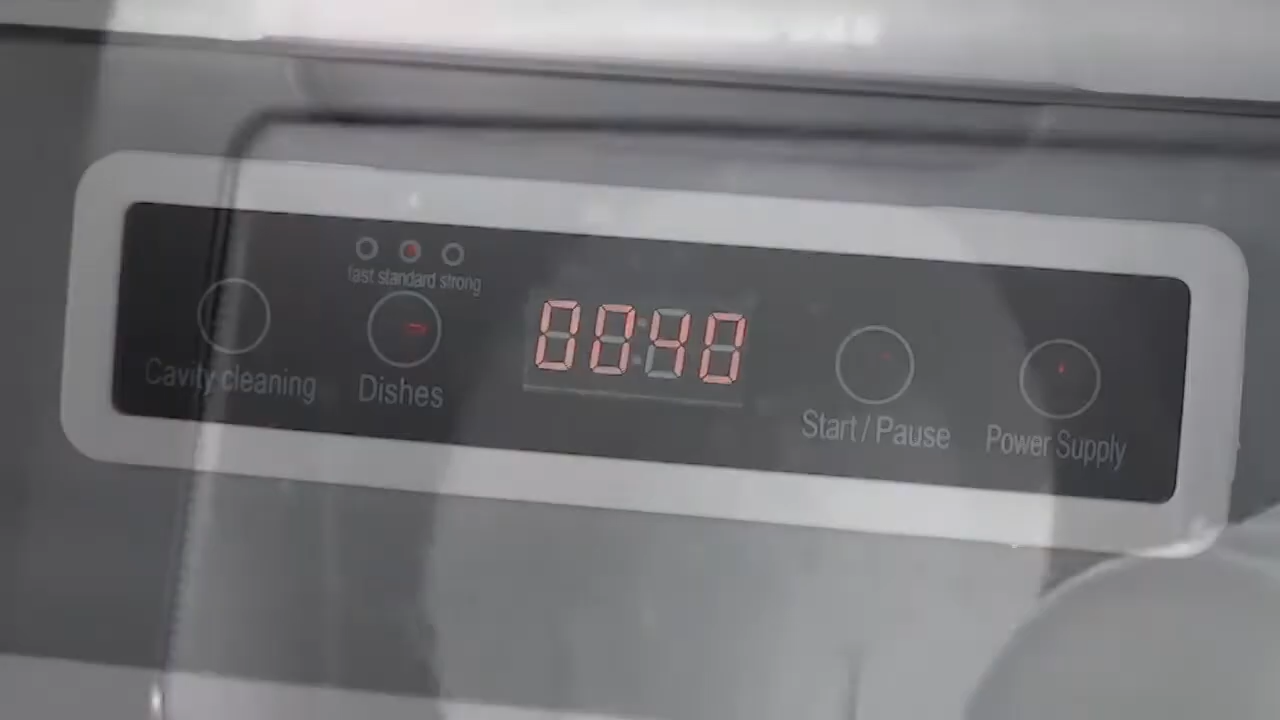 fast standard strong
Cavity cleaning
Dishes
0040
Start / Pause
Power Supply